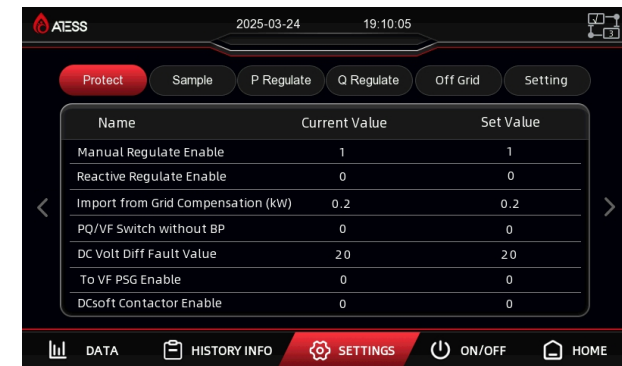 ATESS 2025-03-24 19:10:05
3
Protect Sample P Regulate Q Regulate Off Grid Setting
Name Current Value Set Value
Manual Regulate Enable 1 1
Reactive Regulate Enable 0 0
Import from Grid Compensation (kW) 0.2 0.2
PQ/VF Switch without BP 0 0
DC Volt Diff Fault Value 20 20
To VF PSG Enable 0 0
DCsoft Contactor Enable 0 0
DATA HISTORY INFO SETTINGS ON/OFF HOME